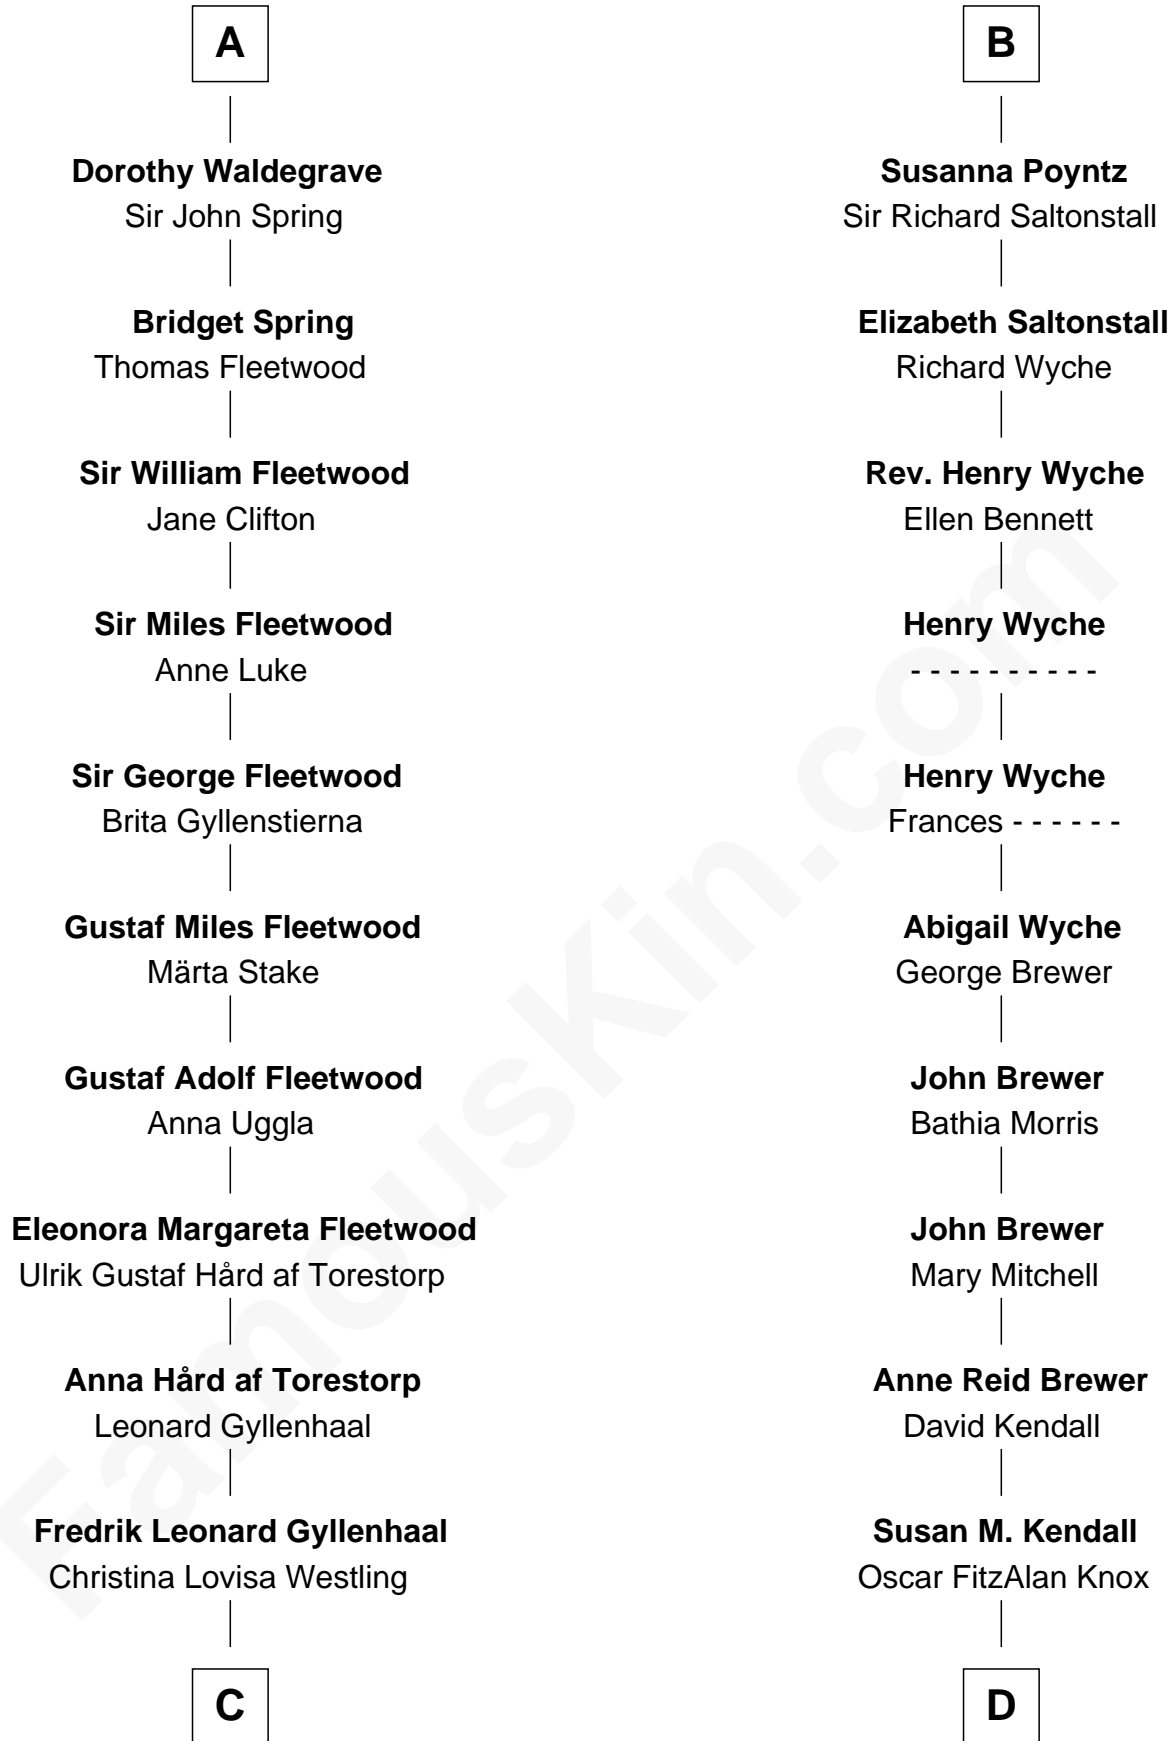 A
B
Dorothy Waldegrave
Sir John Spring
Susanna Poyntz
Sir Richard Saltonstall
Bridget Spring
Thomas Fleetwood
Elizabeth Saltonstall
Richard Wyche
Sir William Fleetwood
Jane Clifton
Rev. Henry Wyche
Ellen Bennett
Sir Miles Fleetwood
Anne Luke
Henry Wyche
- - - - - - - - - -
Sir George Fleetwood
Brita Gyllenstierna
Henry Wyche
Frances - - - - - -
Gustaf Miles Fleetwood
Märta Stake
Abigail Wyche
George Brewer
Gustaf Adolf Fleetwood
Anna Uggla
John Brewer
Bathia Morris
Eleonora Margareta Fleetwood
Ulrik Gustaf Hård af Torestorp
John Brewer
Mary Mitchell
Anna Hård af Torestorp
Leonard Gyllenhaal
Anne Reid Brewer
David Kendall
Fredrik Leonard Gyllenhaal
Christina Lovisa Westling
Susan M. Kendall
Oscar FitzAlan Knox
C
D
FamousKin.com